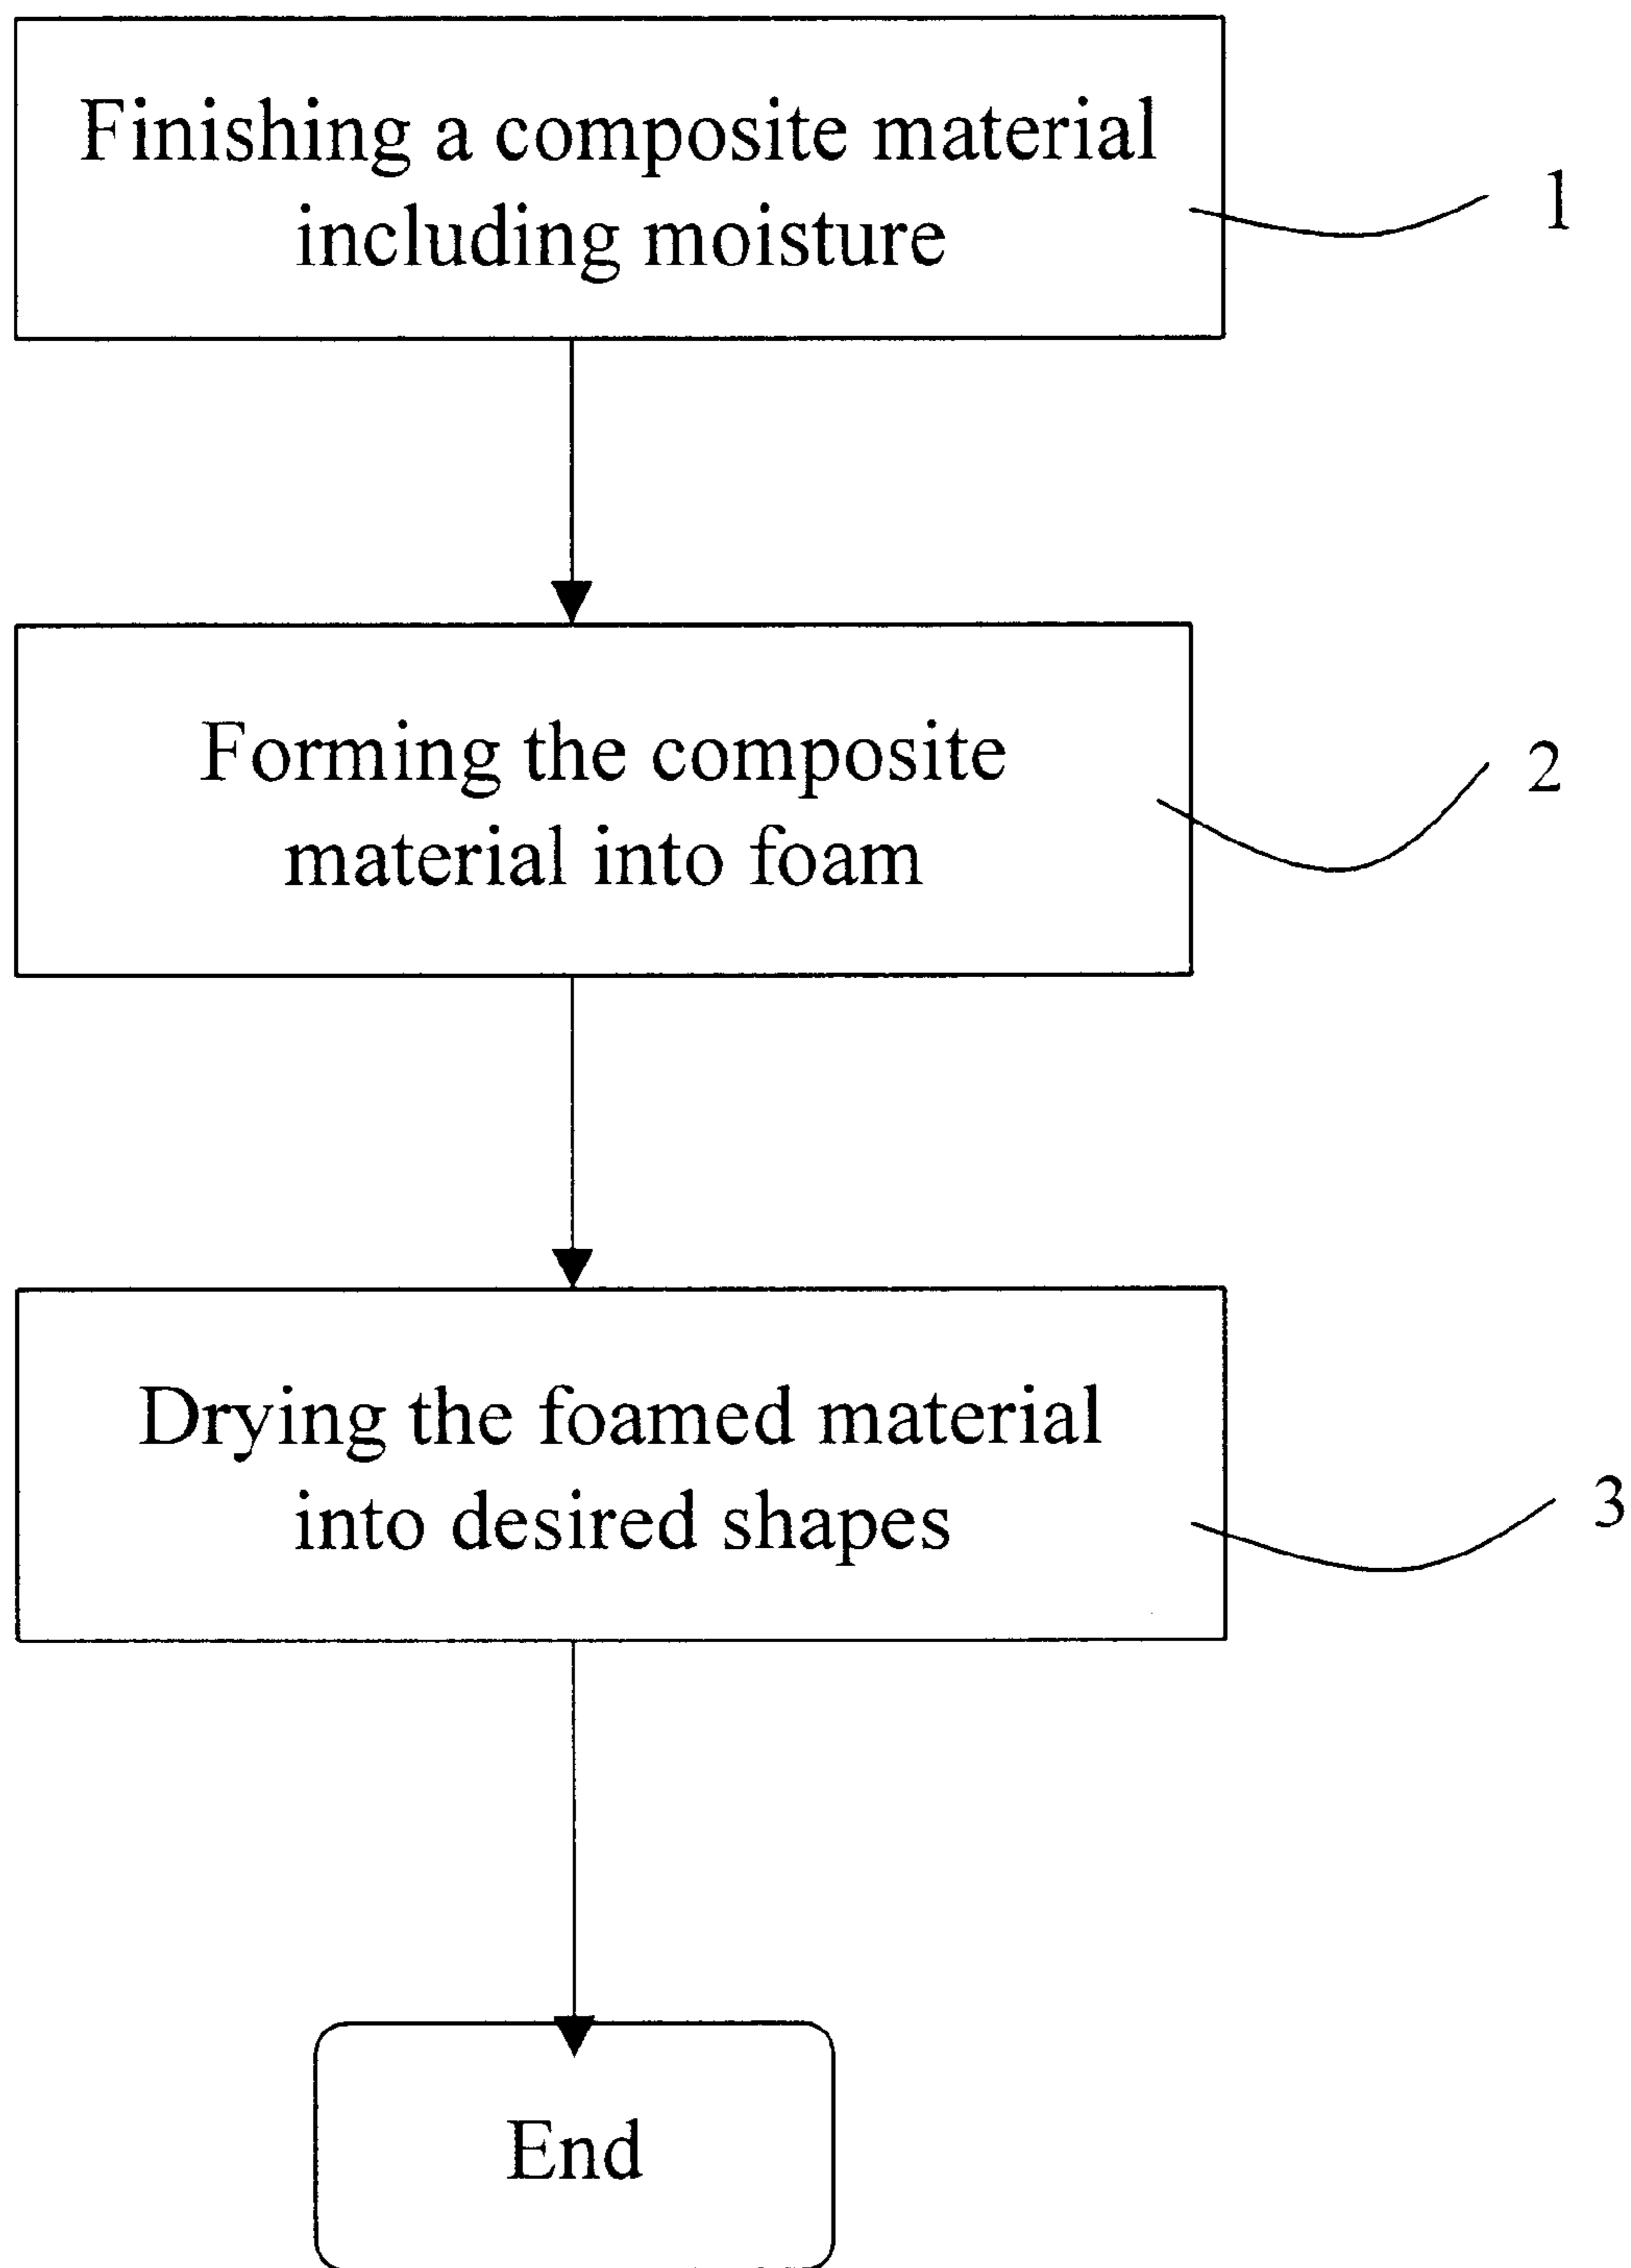 Finishing a composite material
including moisture
1
Forming the composite
material into foam
2
Drying the foamed material
into desired shapes
3
End